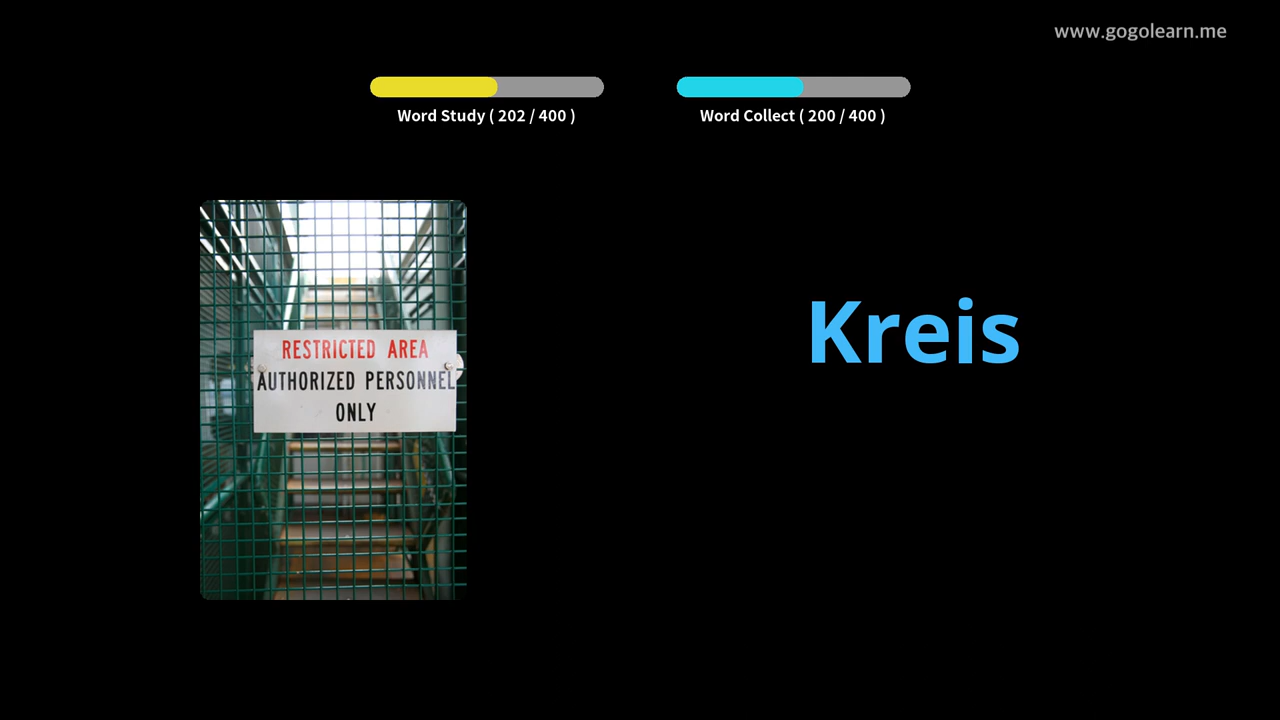 www.gogolearn.me
Word Study ( 202 / 400 )
Word Collect ( 200 / 400 )
RESTRICTED AREA
AUTHORIZED PERSONNEL
ONLY
Kreis